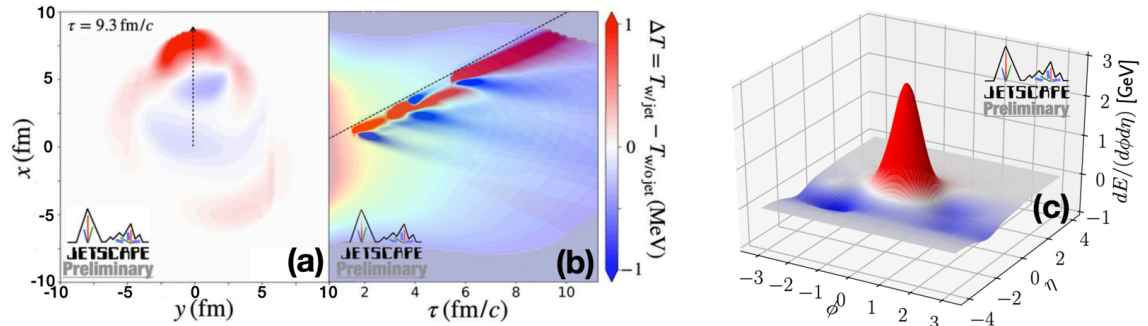 τ = 9.3 fm/c
10
5
0
-5
10
-10
-5
0
5
x (fm)
y (fm)
JETSCAPE
Preliminary
(a)
10
2
4
6
8
10
τ (fm/c)
JETSCAPE
Preliminary
(b)
1
0
−1
ΔT = T w/jet − T w/o jet (MeV)
JETSCAPE
Preliminary
(c)
3
2
1
0
−1
dE/(dϕdη) [GeV]
−3
−2
−1
0
1
2
3
ϕ
−4
−2
0
2
4
η